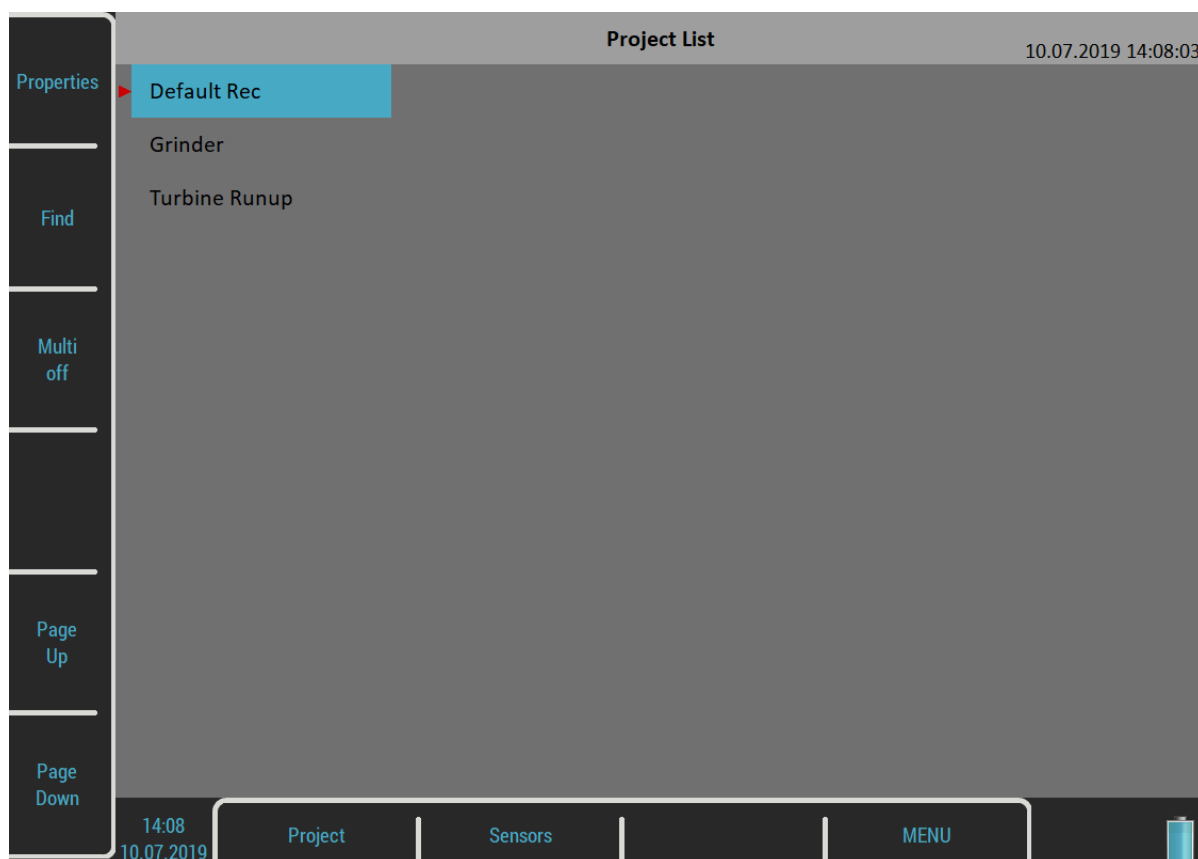 Project List
10.07.2019 14:08:03
Properties
Find
Multi
off
Page
Up
Page
Down
Default Rec
Grinder
Turbine Runup
14:08
10.07.2019
Project
Sensors
MENU